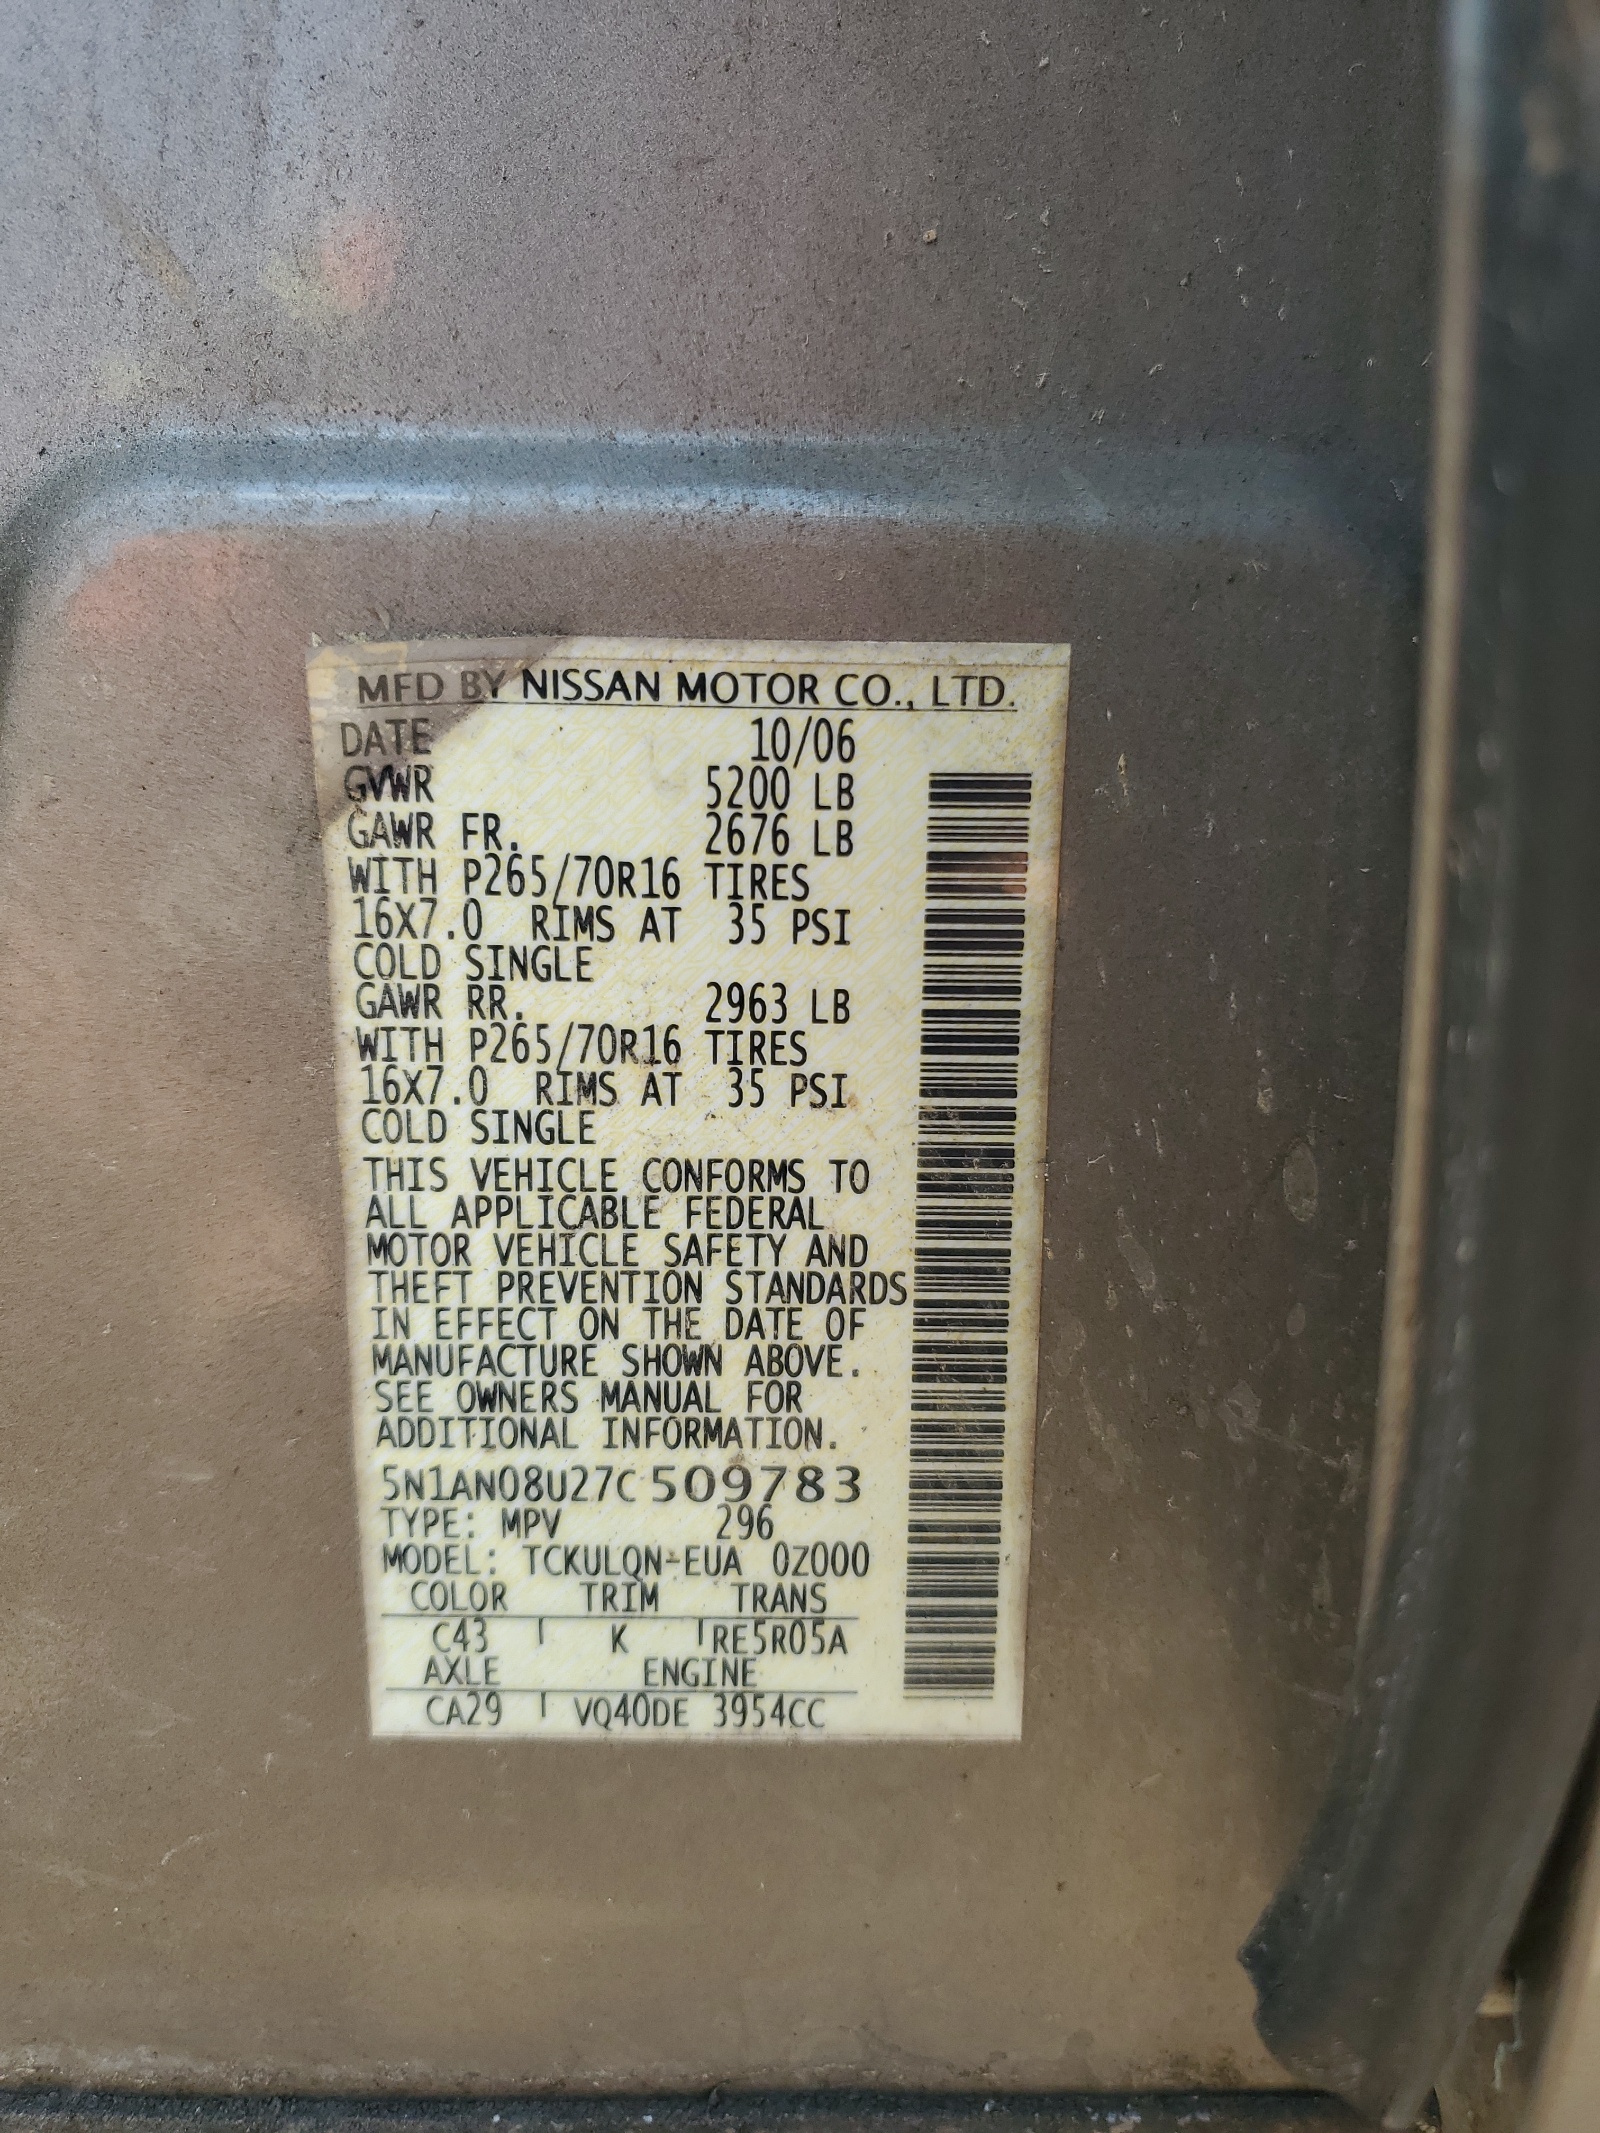 MFD BY NISSAN MOTOR CO., LTD.
DATE 10/06
GVWR 5200 LB
GAWR FR. 2676 LB
WITH P265/70R16 TIRES
16X7.0 RIMS AT 35 PSI
COLD SINGLE
GAWR RR. 2963 LB
WITH P265/70R16 TIRES
16X7.0 RIMS AT 35 PSI
COLD SINGLE
THIS VEHICLE CONFORMS TO
ALL APPLICABLE FEDERAL
MOTOR VEHICLE SAFETY AND
THEFT PREVENTION STANDARDS
IN EFFECT ON THE DATE OF
MANUFACTURE SHOWN ABOVE.
SEE OWNERS MANUAL FOR
ADDITIONAL INFORMATION.
5N1AN08U27C509783
TYPE: MPV 296
MODEL: TCKULQN-EUA 0Z000
COLOR TRIM TRANS
C43 K RE5R05A
AXLE ENGINE
CA29 VQ40DE 3954CC